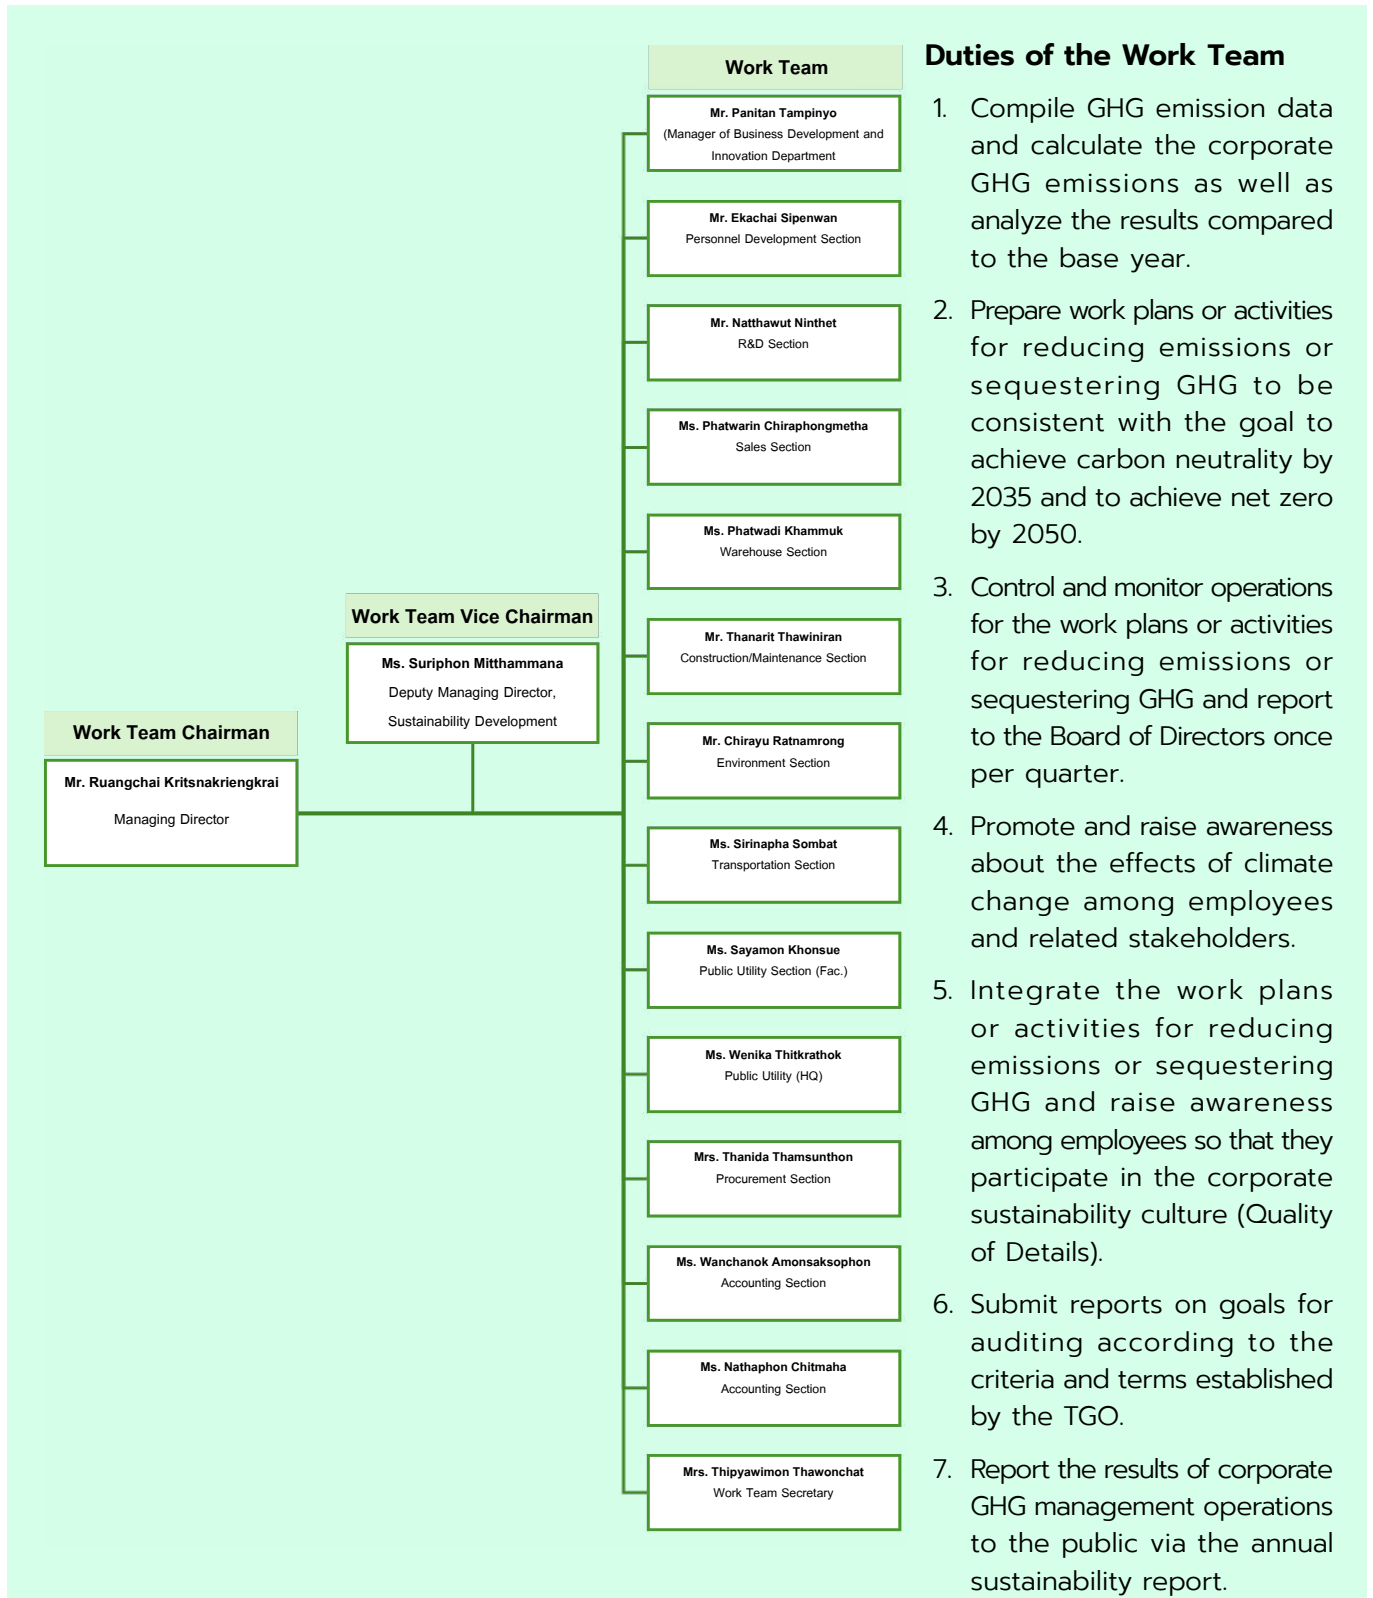 Work Team Chairman
Mr. Ruangchai Kritsnakriengkrai
Managing Director
Work Team Vice Chairman
Ms. Suriphon Mitthammana
Deputy Managing Director,
Sustainability Development
Work Team
Mr. Panitan Tampinyo
(Manager of Business Development and
Innovation Department
Mr. Ekachai Sipenwan
Personnel Development Section
Mr. Natthawut Ninthet
R&D Section
Ms. Phatwarin Chiraphongmetha
Sales Section
Ms. Phatwadi Khammuk
Warehouse Section
Mr. Thanarit Thawiniran
Construction/Maintenance Section
Mr. Chirayu Ratnamrong
Environment Section
Ms. Sirinapha Sombat
Transportation Section
Ms. Sayamon Khonsue
Public Utility Section (Fac.)
Ms. Wenika Thitkrathok
Public Utility (HQ)
Mrs. Thanida Thamsunthon
Procurement Section
Ms. Wanchanok Amonsaksophon
Accounting Section
Ms. Nathaphon Chitmaha
Accounting Section
Mrs. Thipyawimon Thawonchat
Work Team Secretary
Duties of the Work Team
1. Compile GHG emission data
and calculate the corporate
GHG emissions as well as
analyze the results compared
to the base year.
2. Prepare work plans or activities
for reducing emissions or
sequestering GHG to be
consistent with the goal to
achieve carbon neutrality by
2035 and to achieve net zero
by 2050.
3. Control and monitor operations
for the work plans or activities
for reducing emissions or
sequestering GHG and report
to the Board of Directors once
per quarter.
4. Promote and raise awareness
about the effects of climate
change among employees
and related stakeholders.
5. Integrate the work plans
or activities for reducing
emissions or sequestering
GHG and raise awareness
among employees so that they
participate in the corporate
sustainability culture (Quality
of Details).
6. Submit reports on goals for
auditing according to the
criteria and terms established
by the TGO.
7. Report the results of corporate
GHG management operations
to the public via the annual
sustainability report.